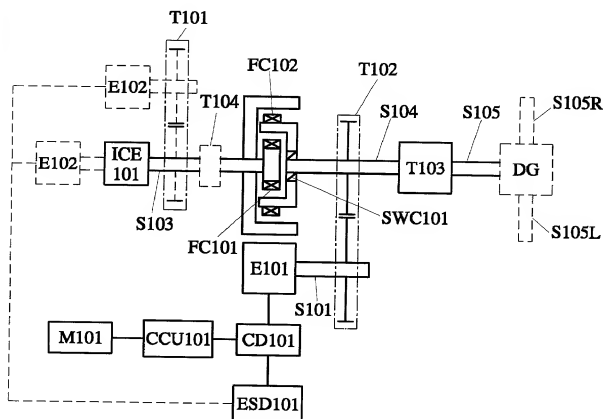 T101
FC102
T102
E102
T104
S104
S105
S105R
E102
ICE
101
T103
DG
S103
SWC101
S105L
FC101
E101
S101
M101
CCU101
CD101
ESD101